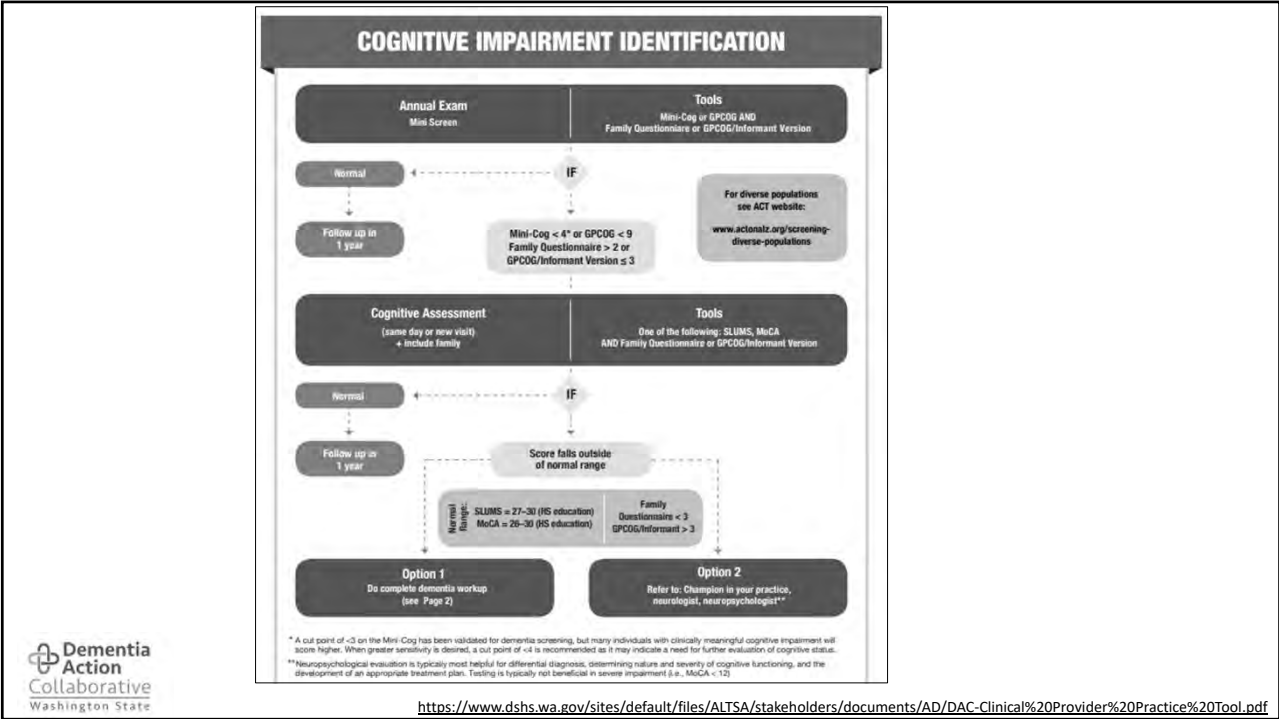 COGNITIVE IMPAIRMENT IDENTIFICATION
Annual Exam
Mini Screen
Tools
Mini-Cog or GPCOG AND
Family Questionniare or GPCOG/Informant Version
Normal
IF
Follow up in
1 year
Mini-Cog < 4* or GPCOG < 9
Family Questionnaire > 2 or
GPCOG/Informant Version ≤ 3
For diverse populations
see ACT website:
www.actonalz.org/screening-
diverse-populations
Cognitive Assessment
(same day or new visit)
+ include family
Tools
One of the following: SLUMS, MoCA
AND Family Questionnaire or GPCOG/Informant Version
Normal
IF
Follow up in
1 year
Score falls outside
of normal range
Normal
Range:
SLUMS = 27–30 (HS education)
MoCA = 26–30 (HS education)
Family
Questionnaire < 3
GPCOG/Informant > 3
Option 1
Do complete dementia workup
(see Page 2)
Option 2
Refer to: Champion in your practice,
neurologist, neuropsychologist**
* A cut point of <3 on the Mini-Cog has been validated for dementia screening, but many individuals with clinically meaningful cognitive impairment will
score higher. When greater sensitivity is desired, a cut point of <4 is recommended as it may indicate a need for further evaluation of cognitive status.
**Neuropsychological evaluation is typically most helpful for differential diagnosis, determining nature and severity of cognitive functioning, and the
development of an appropriate treatment plan. Testing is typically not beneficial in severe impairment (i.e., MoCA < 12)
Dementia
Action
Collaborative
Washington State
https://www.dshs.wa.gov/sites/default/files/ALTSA/stakeholders/documents/AD/DAC-Clinical%20Provider%20Practice%20Tool.pdf